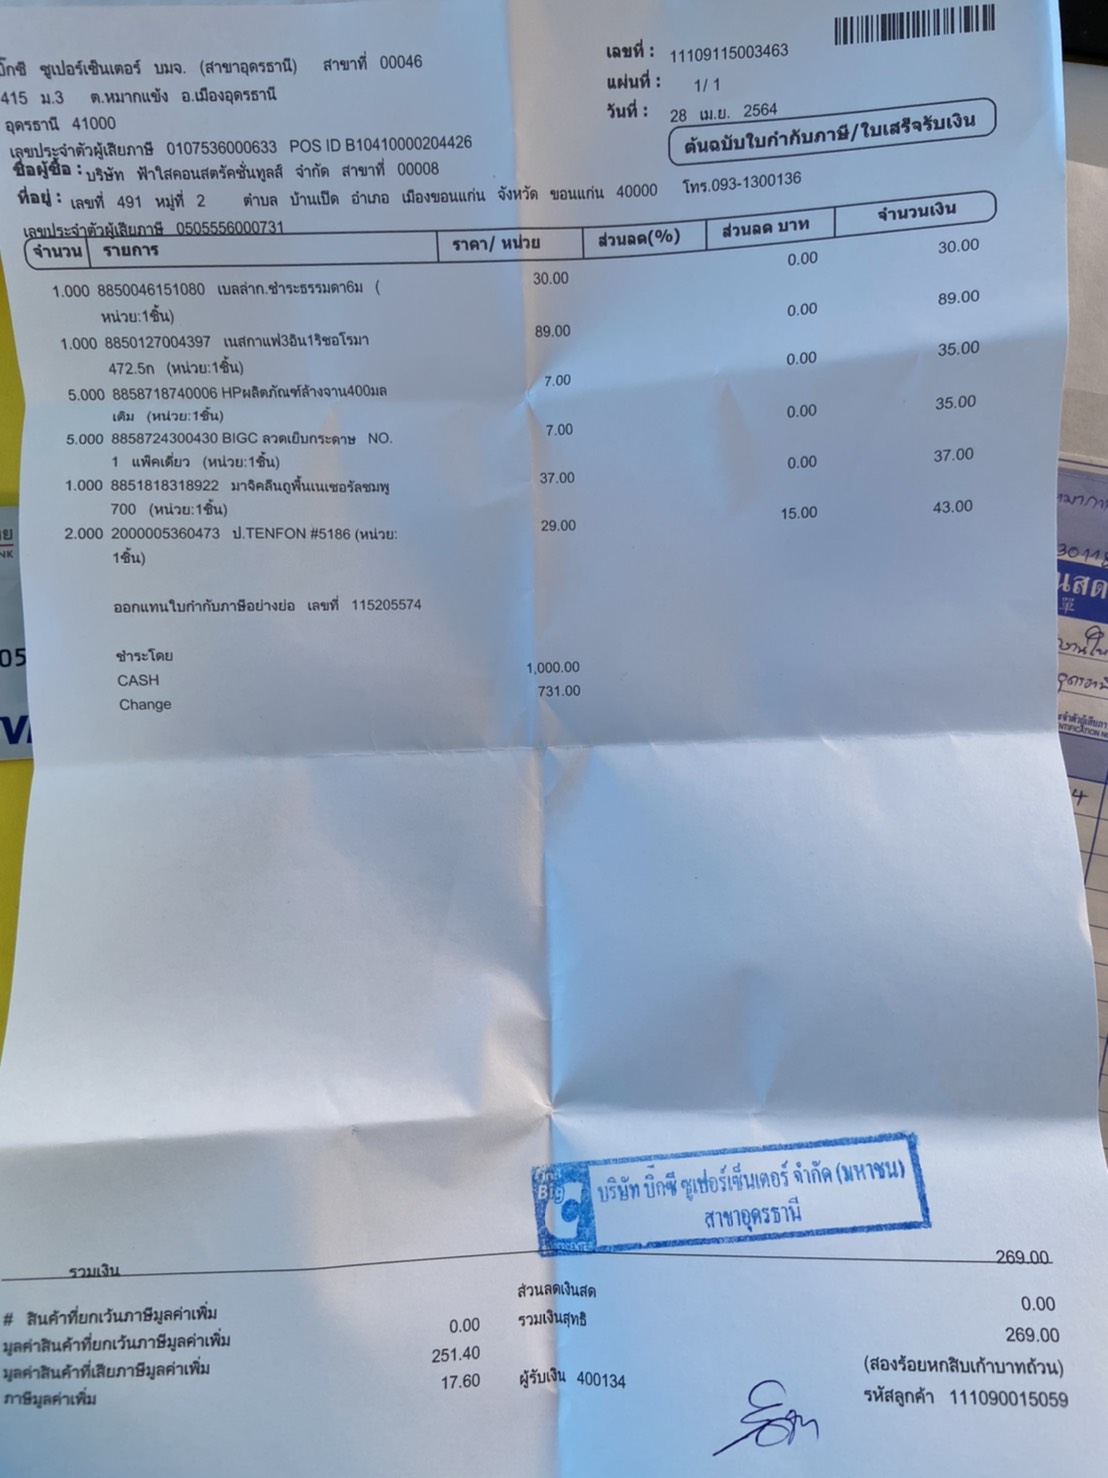 บิ๊กซี ซูเปอร์เซ็นเตอร์ บมจ. (สาขาอุดรธานี) สาขาที่ 00046
415 ม.3 ต.หมากแข้ง อ.เมืองอุดรธานี
อุดรธานี 41000
เลขประจำตัวผู้เสียภาษี 0107536000633 POS ID B10410000204426
เลขที่ : 11109115003463
แผ่นที่ : 1/ 1
วันที่ : 28 เม.ย. 2564
ต้นฉบับใบกำกับภาษี/ใบเสร็จรับเงิน
ชื่อผู้ซื้อ : บริษัท ฟ้าใสคอนสตรัคชั่นทูลส์ จำกัด สาขาที่ 00008
ที่อยู่ : เลขที่ 491 หมู่ที่ 2 ตำบล บ้านเป็ด อำเภอ เมืองขอนแก่น จังหวัด ขอนแก่น 40000 โทร.093-1300136
เลขประจำตัวผู้เสียภาษี 0505556000731
จำนวน รายการ ราคา/ หน่วย ส่วนลด(%) ส่วนลด บาท จำนวนเงิน
1.000 8850046151080 เบลล่าก.ชำระธรรมดา6ม ( 30.00 0.00 30.00
หน่วย:1ชิ้น)
1.000 8850127004397 เนสกาแฟ3อิน1ริชอโรมา 89.00 0.00 89.00
472.5ก (หน่วย:1ชิ้น)
5.000 8858718740006 HPผลิตภัณฑ์ล้างจาน400มล 7.00 0.00 35.00
เดิม (หน่วย:1ชิ้น)
5.000 8858724300430 BIGC ลวดเย็บกระดาษ NO. 7.00 0.00 35.00
1 แพ็คเดี่ยว (หน่วย:1ชิ้น)
1.000 8851818318922 มาจิคลีนถูพื้นเนเชอรัลชมพู 37.00 0.00 37.00
700 (หน่วย:1ชิ้น)
2.000 2000005360473 ป.TENFON #5186 (หน่วย: 29.00 15.00 43.00
1ชิ้น)
ออกแทนใบกำกับภาษีอย่างย่อ เลขที่ 115205574
ชำระโดย
CASH 1,000.00
Change 731.00
บริษัท บิ๊กซี ซูเปอร์เซ็นเตอร์ จำกัด (มหาชน)
สาขาอุดรธานี
รวมเงิน 269.00
# สินค้าที่ยกเว้นภาษีมูลค่าเพิ่ม ส่วนลดเงินสด 0.00
มูลค่าสินค้าที่ยกเว้นภาษีมูลค่าเพิ่ม 0.00 รวมเงินสุทธิ 269.00
มูลค่าสินค้าที่เสียภาษีมูลค่าเพิ่ม 251.40 (สองร้อยหกสิบเก้าบาทถ้วน)
ภาษีมูลค่าเพิ่ม 17.60 ผู้รับเงิน 400134 รหัสลูกค้า 111090015059